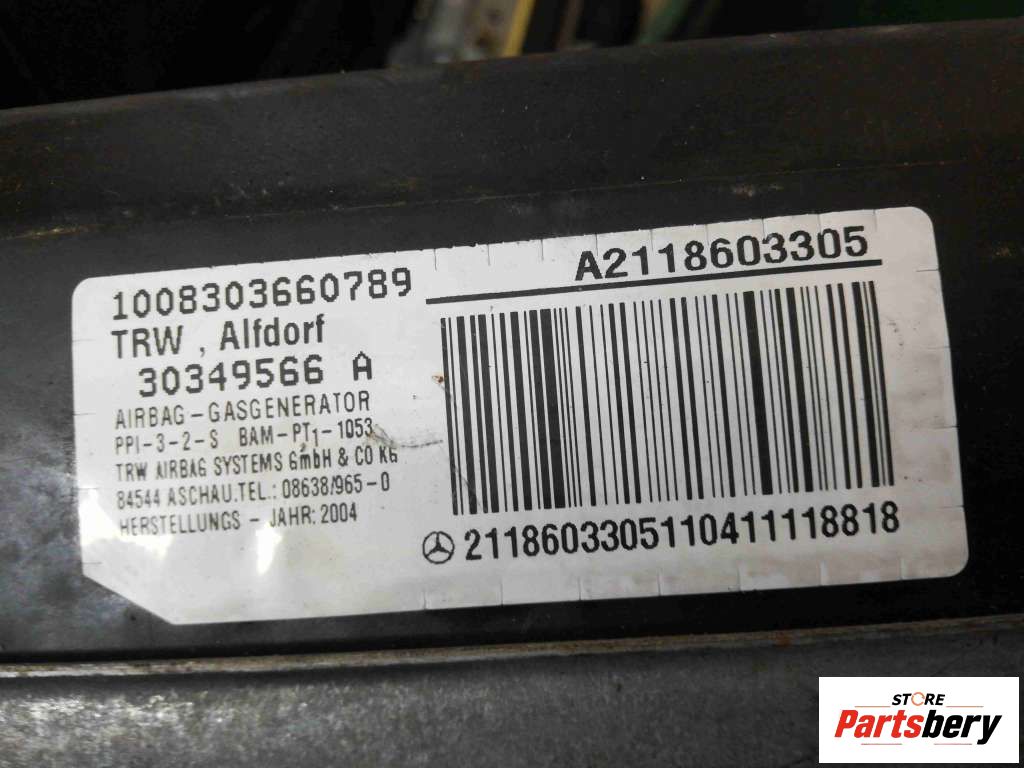 A2118603305
1008303660789
TRW , Alfdorf
30349566 A
AIRBAG-GASGENERATOR
PPI-3-2-S BAM-PT1-1053
TRW AIRBAG SYSTEMS GmbH & CO KG
84544 ASCHAU.TEL.: 08638/965-0
HERSTELLUNGS - JAHR: 2004
2118603305110411118818
STORE
Partsbery